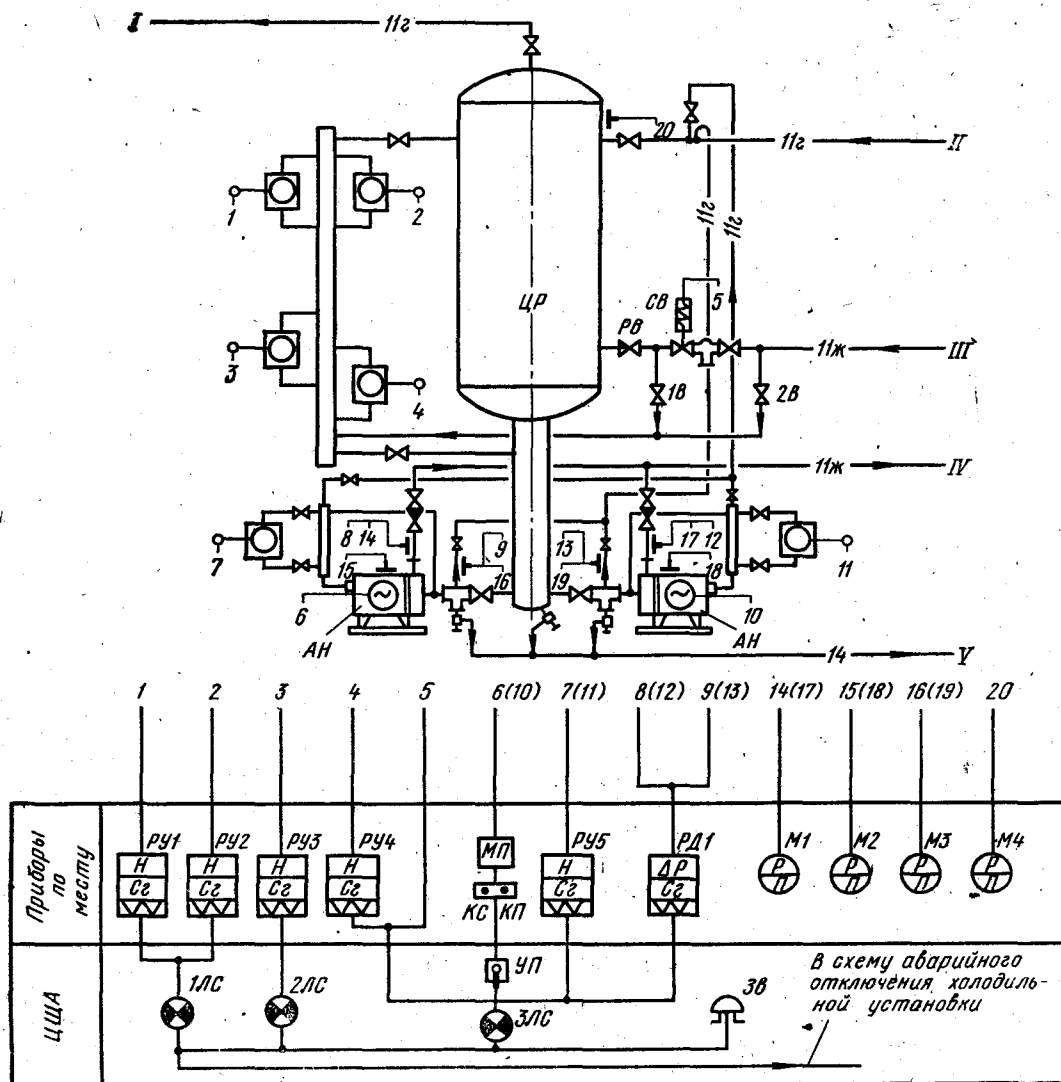 I 11г
20
11г II
1 2
11г 11г
ЦР
СВ 5
3 РВ
11ж III
4 1В 2В
11ж IV
8 14 9 13 17 12
7 15 16 19 18 11
6 10
АН АН
14 V
1 2 3 4 5 6(10) 7(11) 8(12) 9(13) 14(17) 15(18) 16(19) 20
Приборы по месту
РУ1 РУ2 РУ3 РУ4 МП РУ5 РД1 М1 М2 М3 М4
Н Н Н Н Н ΔР Р Р Р Р
Сг Сг Сг Сг Сг Сг П П П П
КС КП
ЦЩА
УП
1ЛС 2ЛС 3ЛС ЗВ
В схему аварийного
отключения холодиль-
ной установки